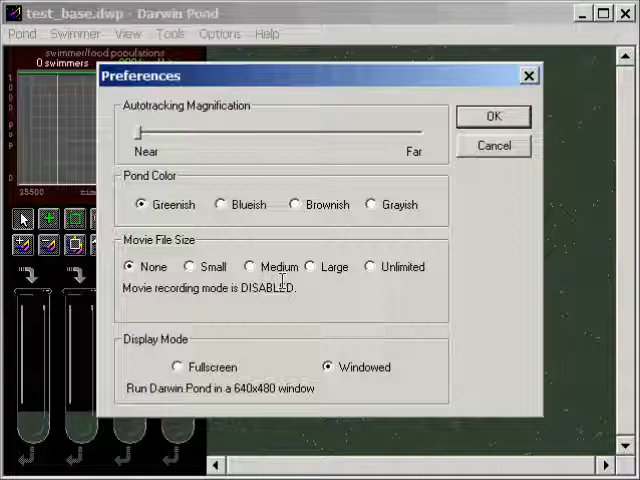 test_base.dwp - Darwin Pond
Pond Swimmer View Tools Options Help
swimmer/food populations
0 swimmers
Preferences
Autotracking Magnification
Near Far
OK
Cancel
Pond Color
Greenish Blueish Brownish Grayish
Movie File Size
None Small Medium Large Unlimited
Movie recording mode is DISABLED.
Display Mode
Fullscreen Windowed
Run Darwin Pond in a 640x480 window
35500